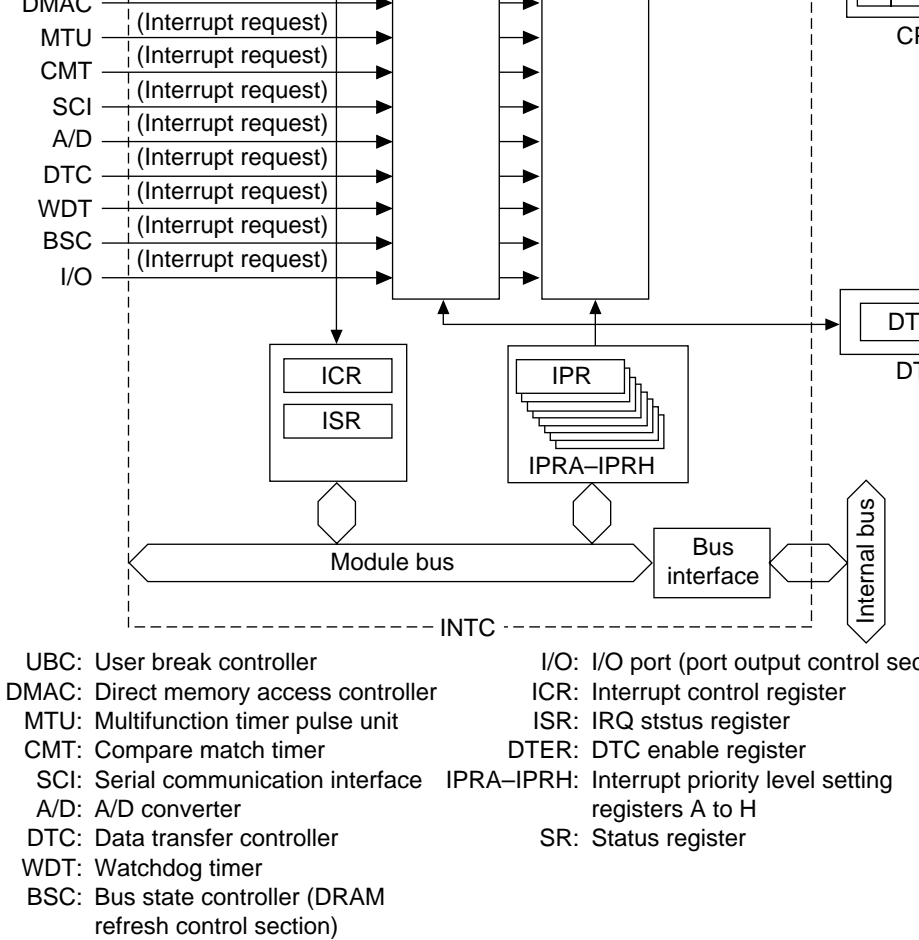 DMAC
(Interrupt request)
MTU
(Interrupt request)
CMT
(Interrupt request)
SCI
(Interrupt request)
A/D
(Interrupt request)
DTC
(Interrupt request)
WDT
(Interrupt request)
BSC
(Interrupt request)
I/O
CP
DT
DT
ICR
ISR
IPR
IPRA–IPRH
Module bus
Bus
interface
Internal bus
INTC
UBC: User break controller
DMAC: Direct memory access controller
MTU: Multifunction timer pulse unit
CMT: Compare match timer
SCI: Serial communication interface
A/D: A/D converter
DTC: Data transfer controller
WDT: Watchdog timer
BSC: Bus state controller (DRAM
refresh control section)
I/O: I/O port (port output control sec
ICR: Interrupt control register
ISR: IRQ ststus register
DTER: DTC enable register
IPRA–IPRH: Interrupt priority level setting
registers A to H
SR: Status register